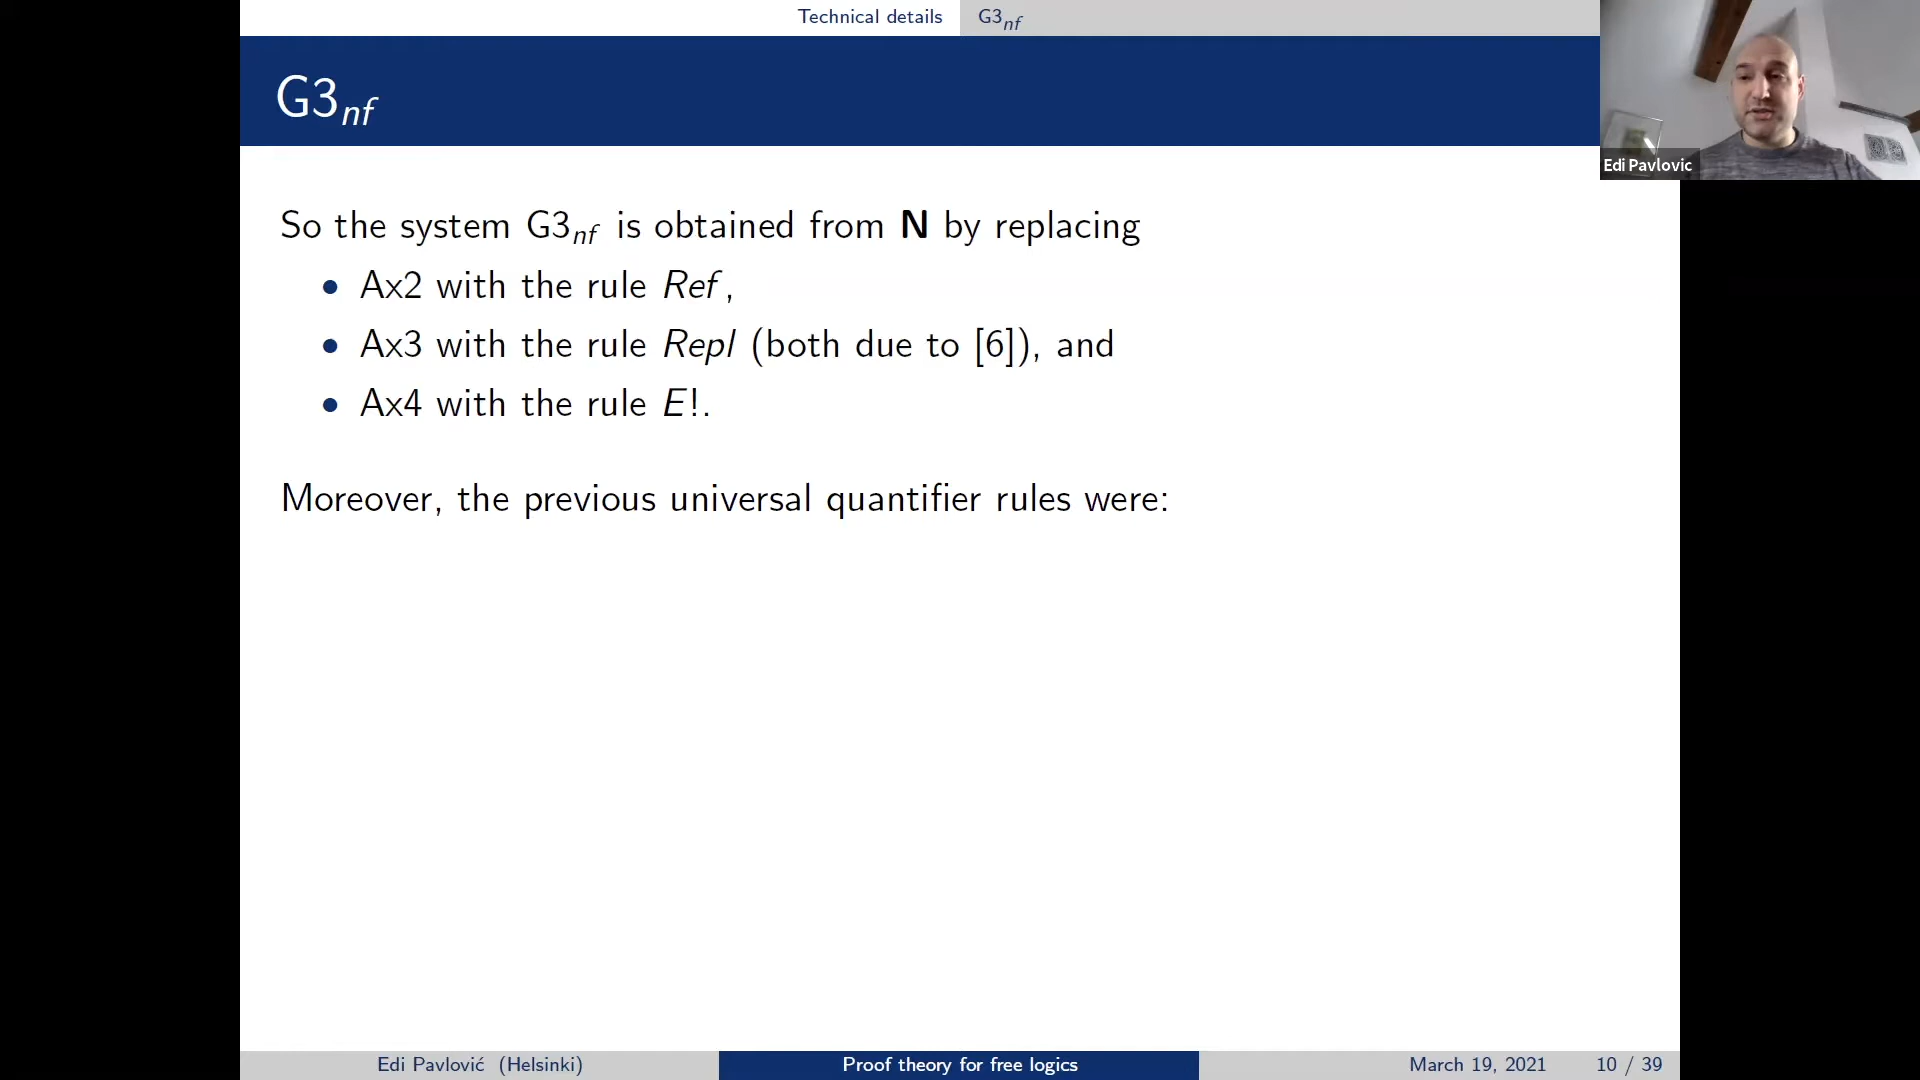 Technical details G3nf
G3nf
Edi Pavlovic
So the system G3nf is obtained from N by replacing
• Ax2 with the rule Ref,
• Ax3 with the rule Repl (both due to [6]), and
• Ax4 with the rule E!.
Moreover, the previous universal quantifier rules were:
Edi Pavlović (Helsinki) Proof theory for free logics March 19, 2021 10 / 39